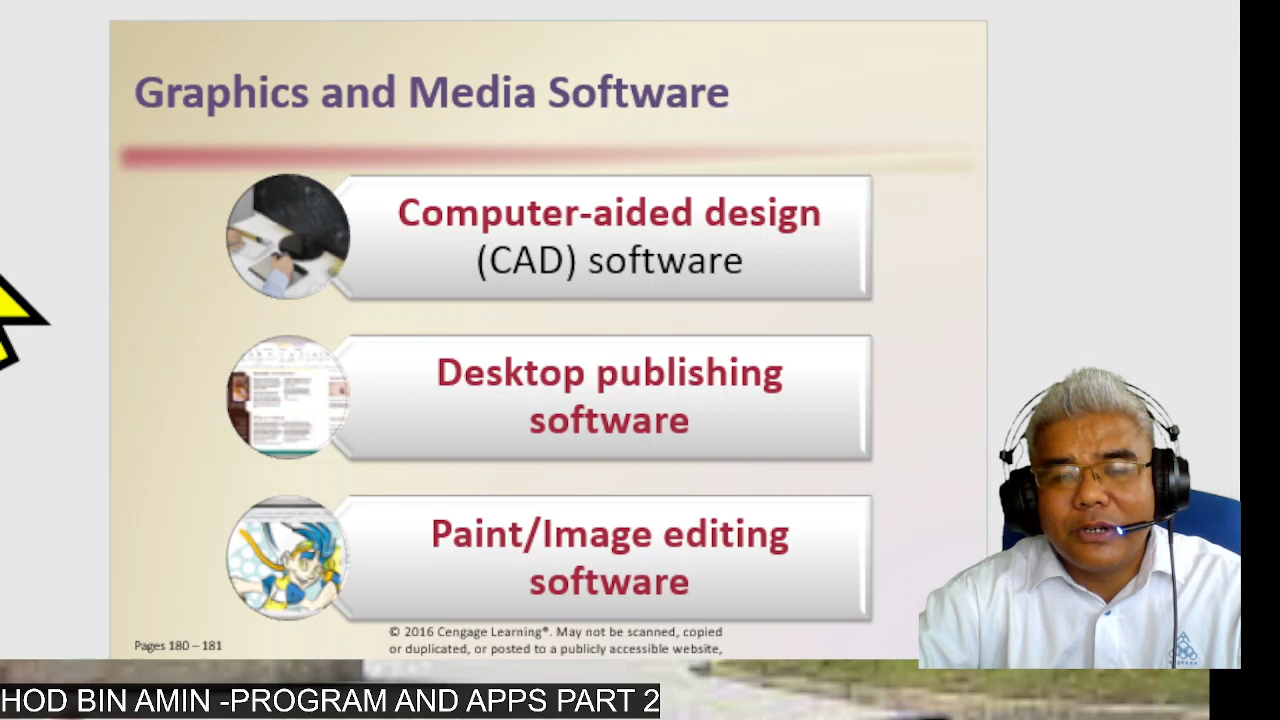 Graphics and Media Software
Computer-aided design
(CAD) software
Desktop publishing
software
Paint/Image editing
software
Pages 180 – 181
© 2016 Cengage Learning®. May not be scanned, copied
or duplicated, or posted to a publicly accessible website,
HOD BIN AMIN -PROGRAM AND APPS PART 2